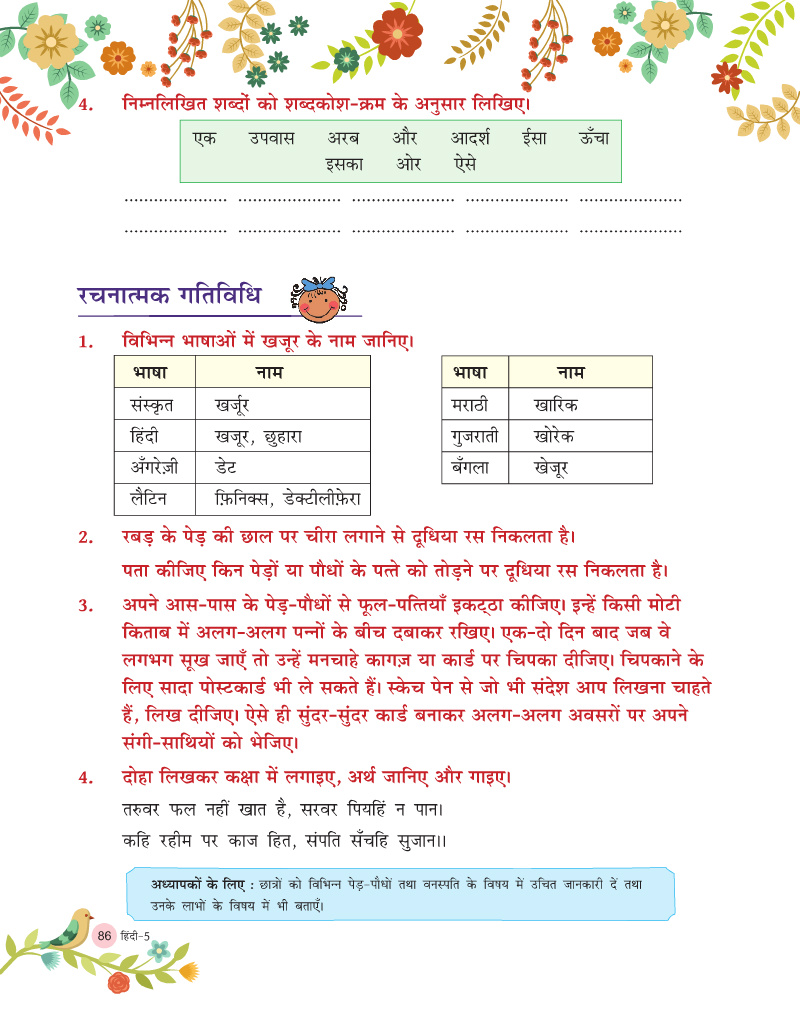 4. निम्नलिखित शब्दों को शब्दकोश-क्रम के अनुसार लिखिए।
एक उपवास अरब और आदर्श ईसा ऊँचा
इसका ओर ऐसे
..................... ..................... ..................... ..................... .....................
..................... ..................... ..................... ..................... .....................
रचनात्मक गतिविधि
1. विभिन्न भाषाओं में खजूर के नाम जानिए।
भाषा नाम
संस्कृत खर्जूर
हिंदी खजूर, छुहारा
अँगरेज़ी डेट
लैटिन फ़िनिक्स, डेक्टीलीफ़ेरा
भाषा नाम
मराठी खारिक
गुजराती खोरेक
बँगला खेजूर
2. रबड़ के पेड़ की छाल पर चीरा लगाने से दूधिया रस निकलता है।
पता कीजिए किन पेड़ों या पौधों के पत्ते को तोड़ने पर दूधिया रस निकलता है।
3. अपने आस-पास के पेड़-पौधों से फूल-पत्तियाँ इकट्ठा कीजिए। इन्हें किसी मोटी
किताब में अलग-अलग पन्नों के बीच दबाकर रखिए। एक-दो दिन बाद जब वे
लगभग सूख जाएँ तो उन्हें मनचाहे कागज़ या कार्ड पर चिपका दीजिए। चिपकाने के
लिए सादा पोस्टकार्ड भी ले सकते हैं। स्केच पेन से जो भी संदेश आप लिखना चाहते
हैं, लिख दीजिए। ऐसे ही सुंदर-सुंदर कार्ड बनाकर अलग-अलग अवसरों पर अपने
संगी-साथियों को भेजिए।
4. दोहा लिखकर कक्षा में लगाइए, अर्थ जानिए और गाइए।
तरुवर फल नहीं खात है, सरवर पियहिं न पान।
कहि रहीम पर काज हित, संपति सँचहि सुजान।।
अध्यापकों के लिए : छात्रों को विभिन्न पेड़-पौधों तथा वनस्पति के विषय में उचित जानकारी दें तथा
उनके लाभों के विषय में भी बताएँ।
86 हिंदी-5